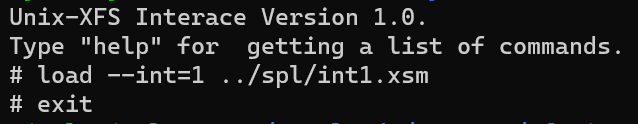 Unix-XFS Interace Version 1.0.
Type "help" for  getting a list of commands.
# load --int=1 ../spl/int1.xsm
# exit